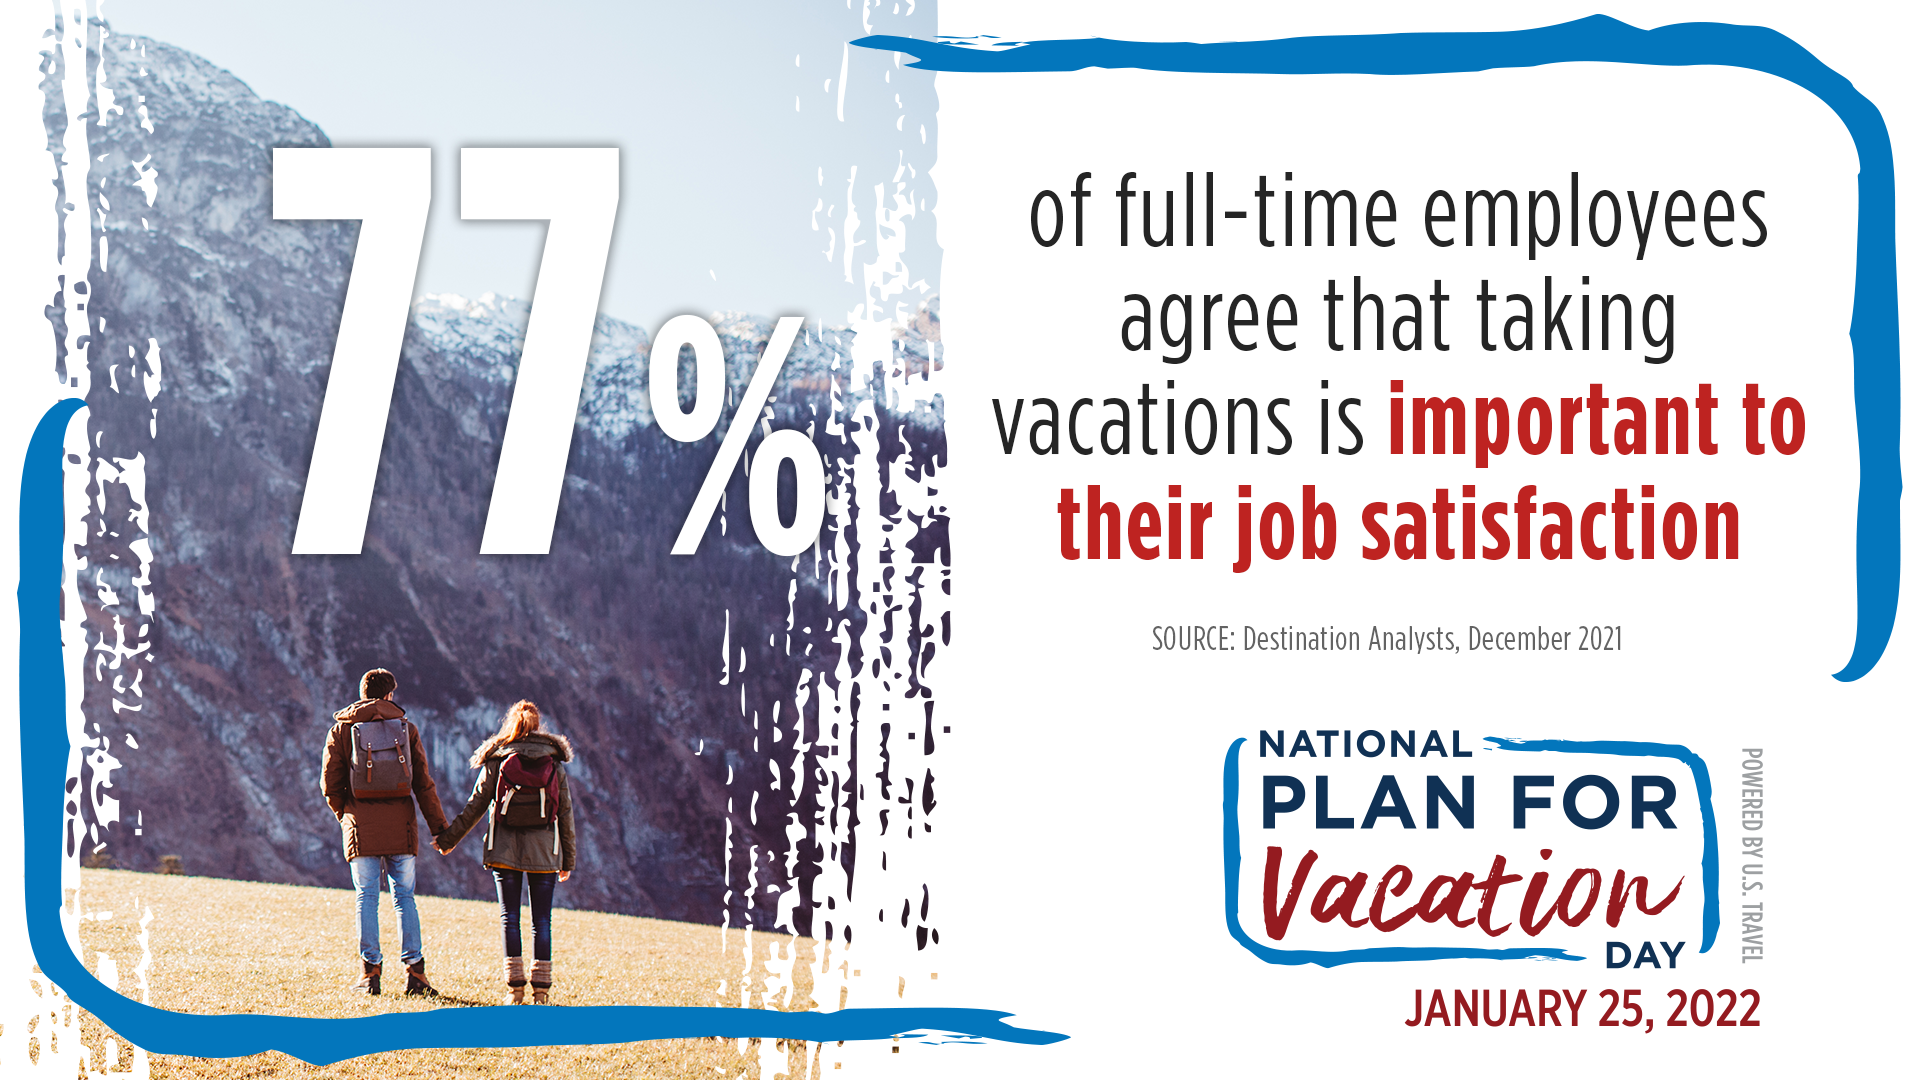 77%
of full-time employees
agree that taking
vacations is important to
their job satisfaction
SOURCE: Destination Analysts, December 2021
NATIONAL
PLAN FOR
Vacation
DAY
POWERED BY U.S. TRAVEL
JANUARY 25, 2022